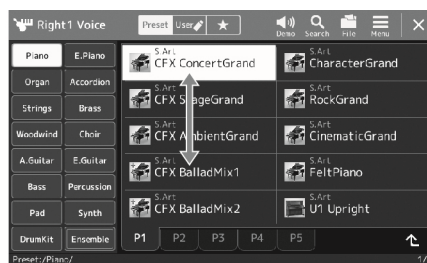 Right1 Voice
Preset User ★
Demo Search File Menu
Piano E.Piano
Organ Accordion
Strings Brass
Woodwind Choir
A.Guitar E.Guitar
Bass Percussion
Pad Synth
DrumKit Ensemble
S.Art
CFX ConcertGrand
S.Art
CharacterGrand
S.Art
CFX StageGrand
S.Art
RockGrand
S.Art
CFX AmbientGrand
S.Art
CinematicGrand
S.Art
CFX BalladMix1
S.Art
FeltPiano
S.Art
CFX BalladMix2
S.Art
U1 Upright
P1 P2 P3 P4 P5
Preset:/Piano/